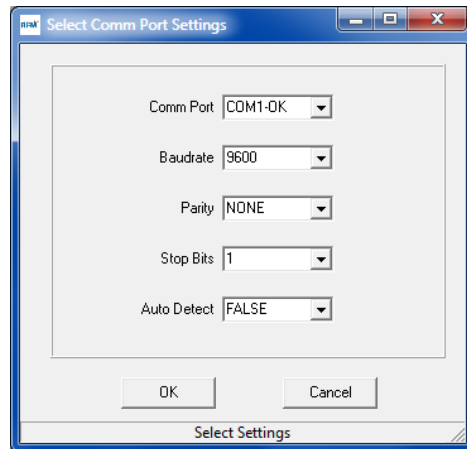 RFM
Select Comm Port Settings
Comm Port COM1-OK
Baudrate 9600
Parity NONE
Stop Bits 1
Auto Detect FALSE
OK Cancel
Select Settings